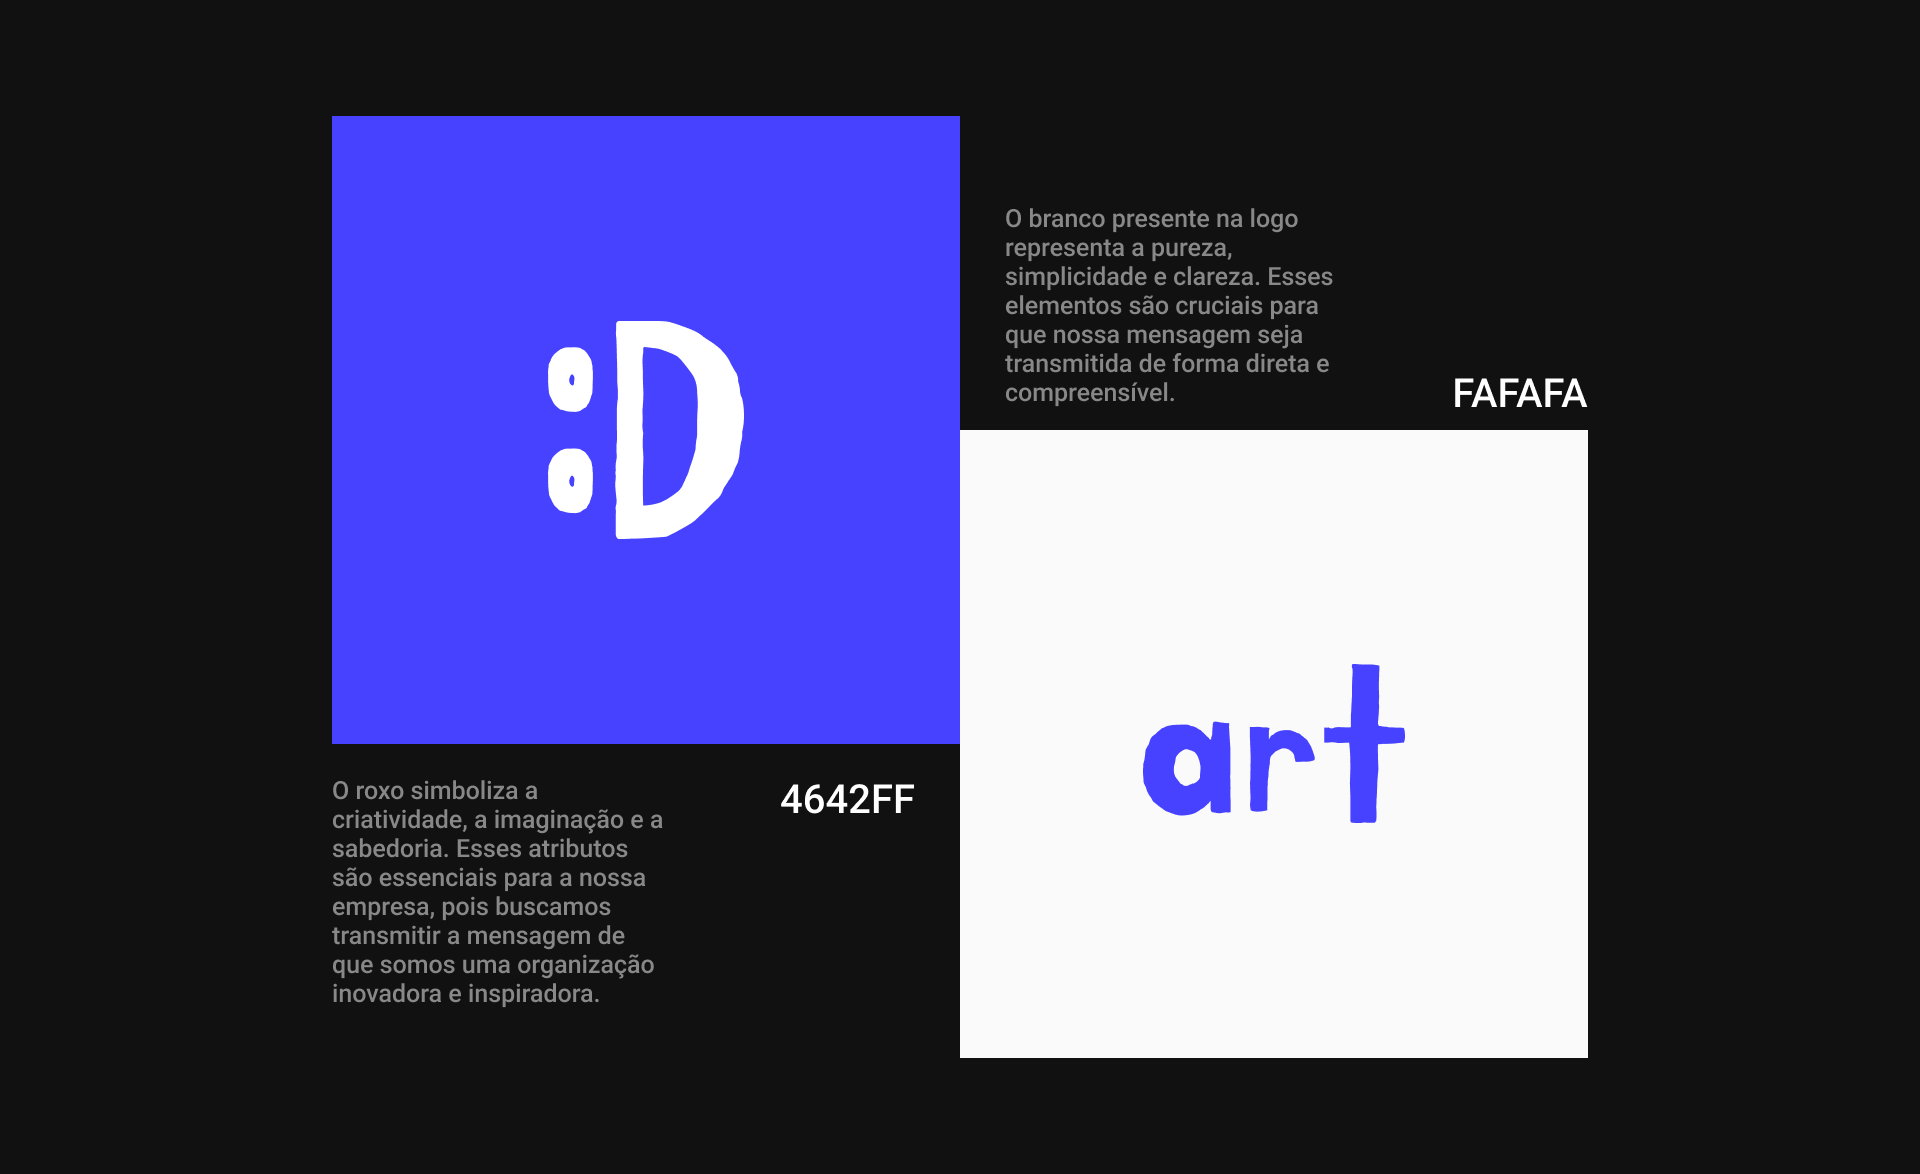 :D
O branco presente na logo
representa a pureza,
simplicidade e clareza. Esses
elementos são cruciais para
que nossa mensagem seja
transmitida de forma direta e
compreensível.
FAFAFA
art
O roxo simboliza a
criatividade, a imaginação e a
sabedoria. Esses atributos
são essenciais para a nossa
empresa, pois buscamos
transmitir a mensagem de
que somos uma organização
inovadora e inspiradora.
4642FF